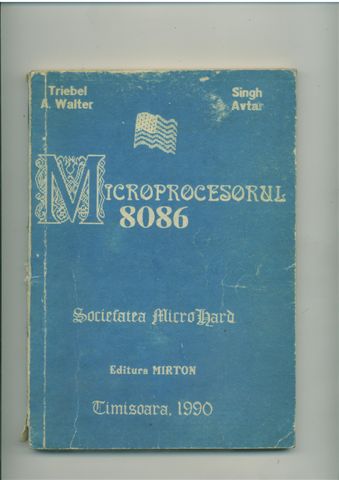 Triebel
A. Walter
Singh
Avtar
MICROPROCESORUL
8086
Societatea MicroHard
Editura MIRTON
Timisoara, 1990